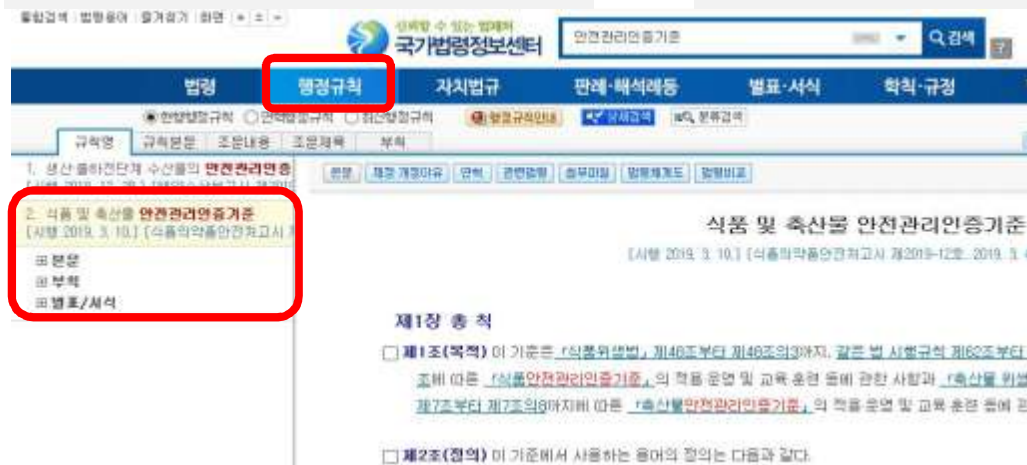 통합검색 법령용어 즐겨찾기 화면 + ± -
신뢰할 수 있는 법제처
국가법령정보센터
안전관리인증기준
검색
?
법령 행정규칙 자치법규 판례·해석례등 별표·서식 학칙·규정
현행행정규칙 연혁행정규칙 최신행정규칙 행정규칙안내 상세검색 분류검색
규칙명 규칙본문 조문내용 조문제목 부칙
1. 생산·출하전단계 수산물의 안전관리인증
2. 식품 및 축산물 안전관리인증기준
[시행 2019. 3. 10.] [식품의약품안전처고시 제
본문
부칙
별표/서식
본문 제정·개정이유 연혁 관련법령 첨부파일 법령체계도 법령비교
식품 및 축산물 안전관리인증기준
[시행 2019. 3. 10.] [식품의약품안전처고시 제2019-12호, 2019. 3.
제1장 총 칙
제1조(목적) 이 기준은 「식품위생법」 제48조부터 제48조의3까지, 같은 법 시행규칙 제62조부터
조에 따른 「식품안전관리인증기준」의 적용·운영 및 교육·훈련 등에 관한 사항과 「축산물 위생
제7조부터 제7조의8까지에 따른 「축산물안전관리인증기준」의 적용·운영 및 교육·훈련 등에 관
제2조(정의) 이 기준에서 사용하는 용어의 정의는 다음과 같다.